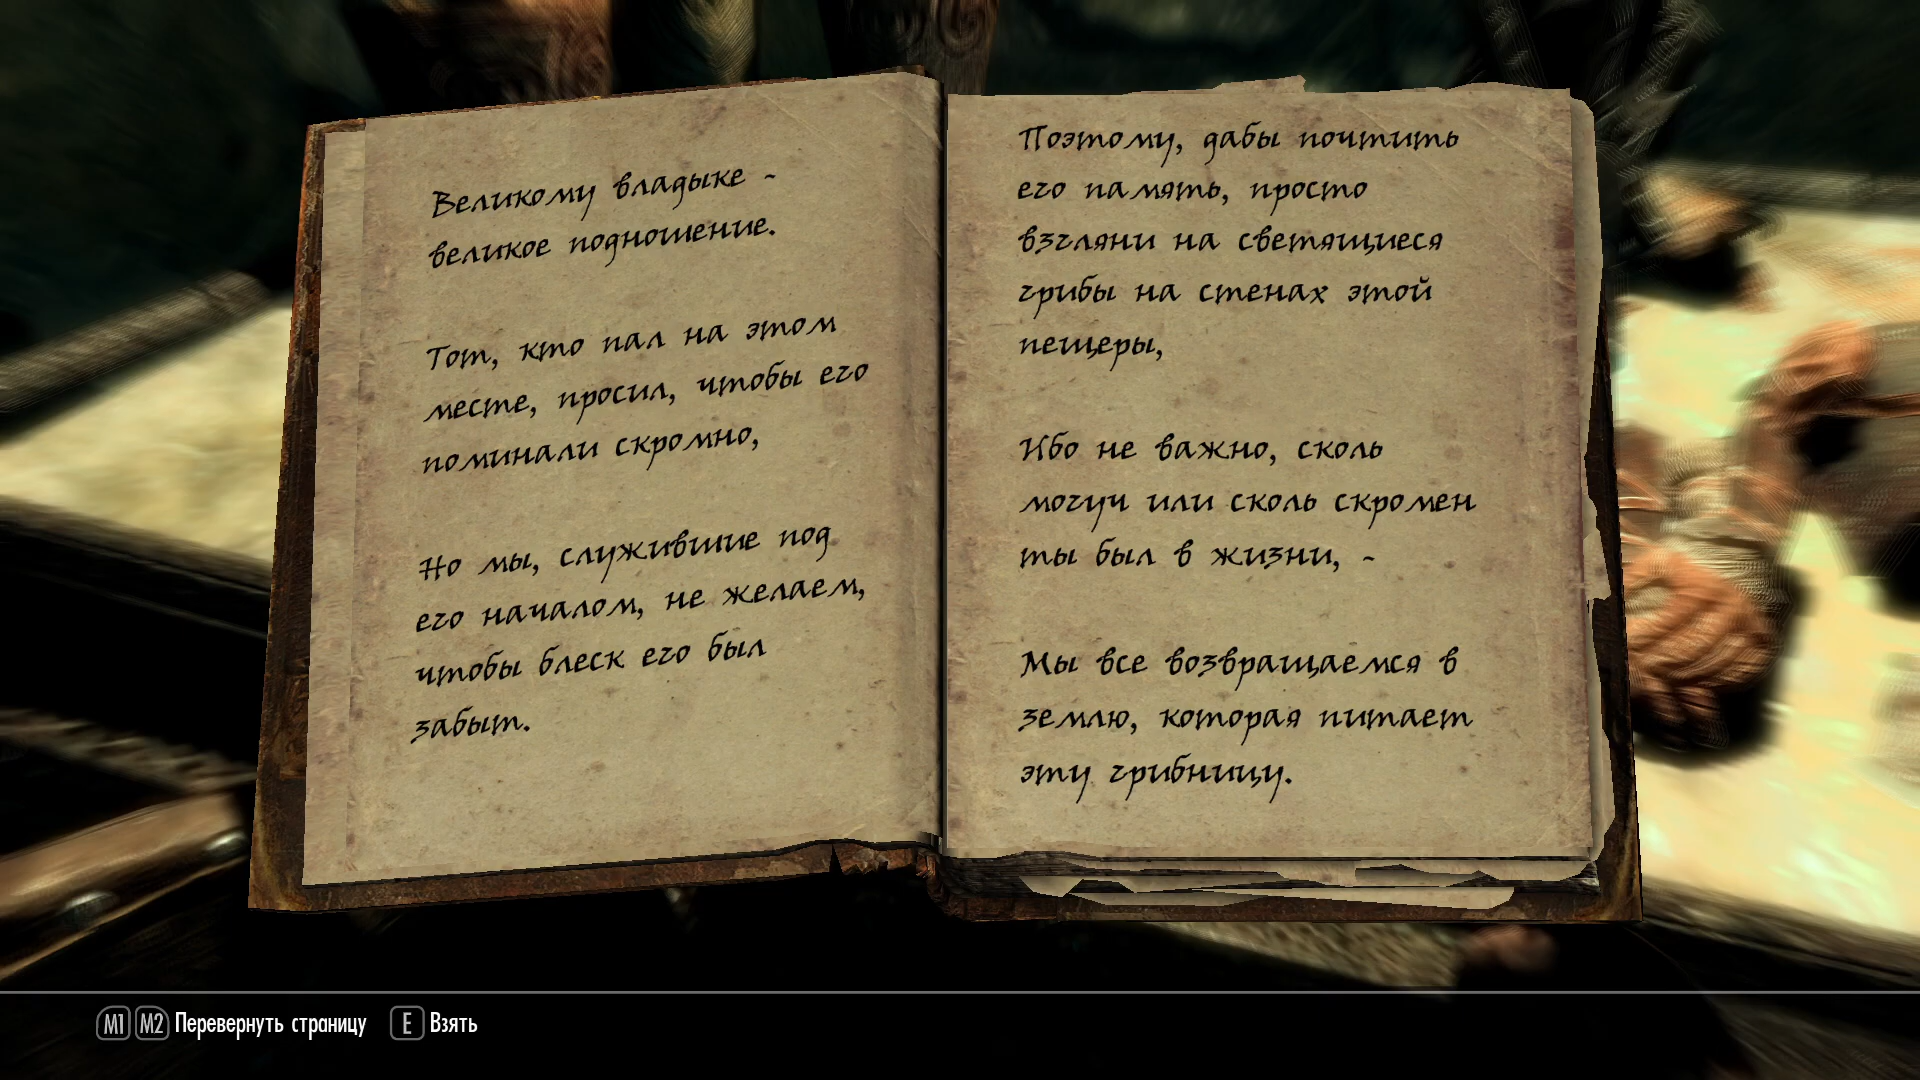 Великому владыке -
великое подношение.
Тот, кто пал на этом
месте, просил, чтобы его
поминали скромно,
Но мы, служившие под
его началом, не желаем,
чтобы блеск его был
забыт.
Поэтому, дабы почтить
его память, просто
взгляни на светящиеся
грибы на стенах этой
пещеры,
Ибо не важно, сколь
могуч или сколь скромен
ты был в жизни, -
Мы все возвращаемся в
землю, которая питает
эту грибницу.
M1 M2 Перевернуть страницу E Взять